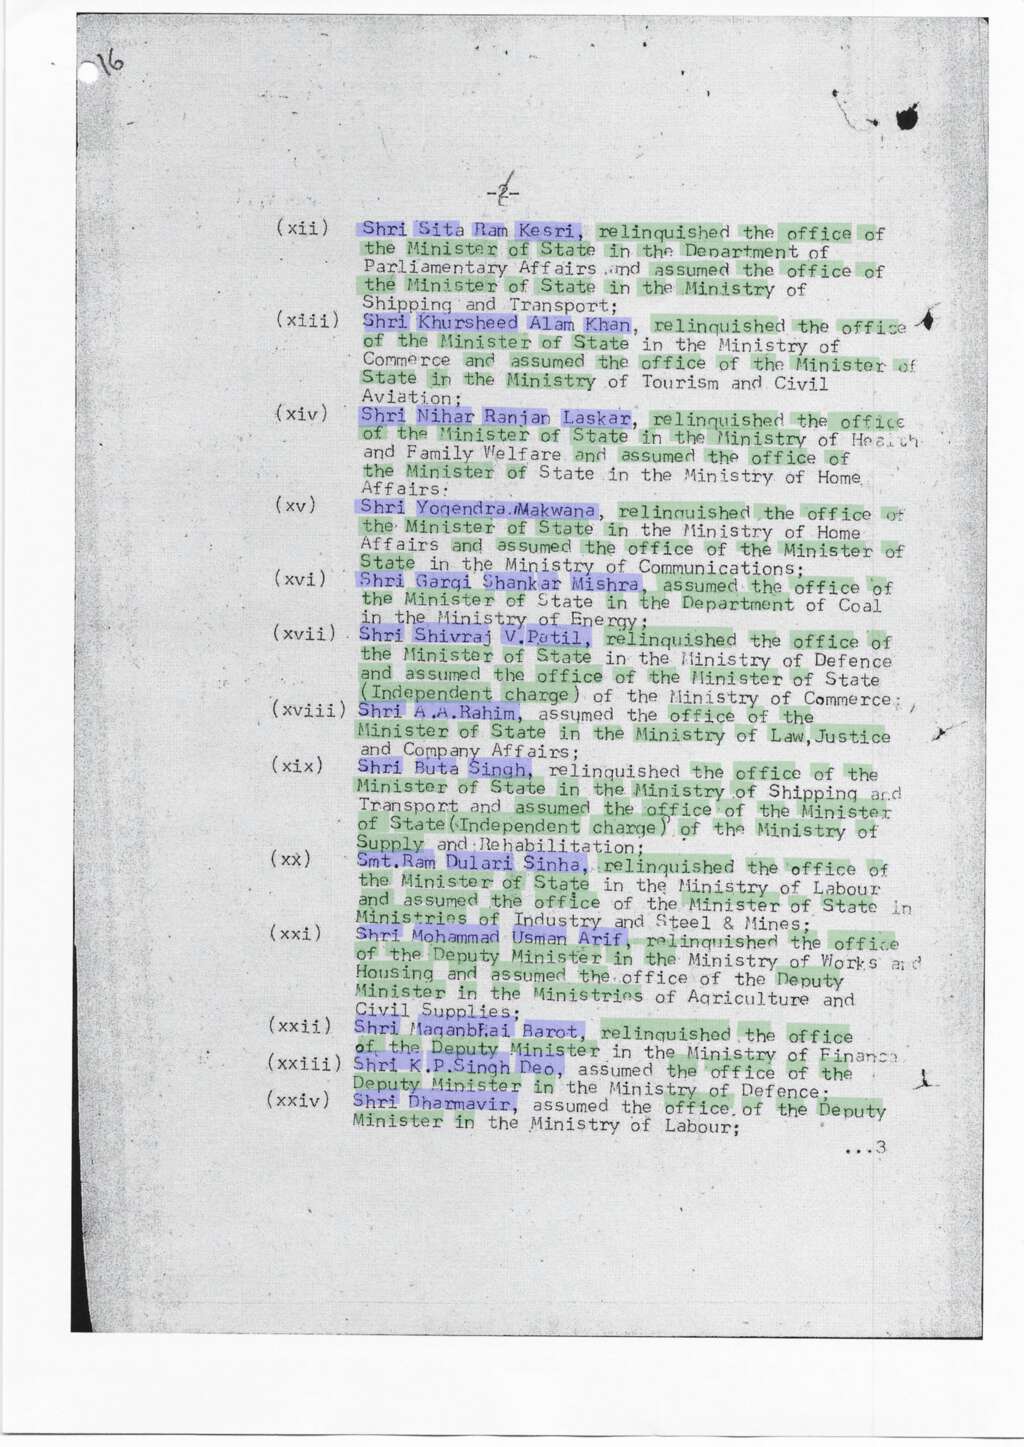 16
-2-
(xii) Shri Sita Ram Kesri, relinquished the office of
the Minister of State in the Department of
Parliamentary Affairs and assumed the office of
the Minister of State in the Ministry of
Shipping and Transport;
(xiii) Shri Khursheed Alam Khan, relinquished the office
of the Minister of State in the Ministry of
Commerce and assumed the office of the Minister of
State in the Ministry of Tourism and Civil
Aviation;
(xiv) Shri Nihar Ranjan Laskar, relinquished the office
of the Minister of State in the Ministry of Health
and Family Welfare and assumed the office of
the Minister of State in the Ministry of Home
Affairs;
(xv) Shri Yogendra Makwana, relinquished the office of
the Minister of State in the Ministry of Home
Affairs and assumed the office of the Minister of
State in the Ministry of Communications;
(xvi) Shri Gargi Shankar Mishra, assumed the office of
the Minister of State in the Department of Coal
in the Ministry of Energy;
(xvii) Shri Shivraj V.Patil, relinquished the office of
the Minister of State in the Ministry of Defence
and assumed the office of the Minister of State
(Independent charge) of the Ministry of Commerce;
(xviii) Shri A.A.Rahim, assumed the office of the
Minister of State in the Ministry of Law,Justice
and Company Affairs;
(xix) Shri Buta Singh, relinquished the office of the
Minister of State in the Ministry of Shipping and
Transport and assumed the office of the Minister
of State(Independent charge) of the Ministry of
Supply and Rehabilitation;
(xx) Smt.Ram Dulari Sinha, relinquished the office of
the Minister of State in the Ministry of Labour
and assumed the office of the Minister of State in
Ministries of Industry and Steel & Mines;
(xxi) Shri Mohammad Usman Arif, relinquished the office
of the Deputy Minister in the Ministry of Works and
Housing and assumed the office of the Deputy
Minister in the Ministries of Agriculture and
Civil Supplies;
(xxii) Shri Maganbhai Barot, relinquished the office
of the Deputy Minister in the Ministry of Finance
(xxiii) Shri K.P.Singh Deo, assumed the office of the
Deputy Minister in the Ministry of Defence;
(xxiv) Shri Dharmavir, assumed the office of the Deputy
Minister in the Ministry of Labour;
...3